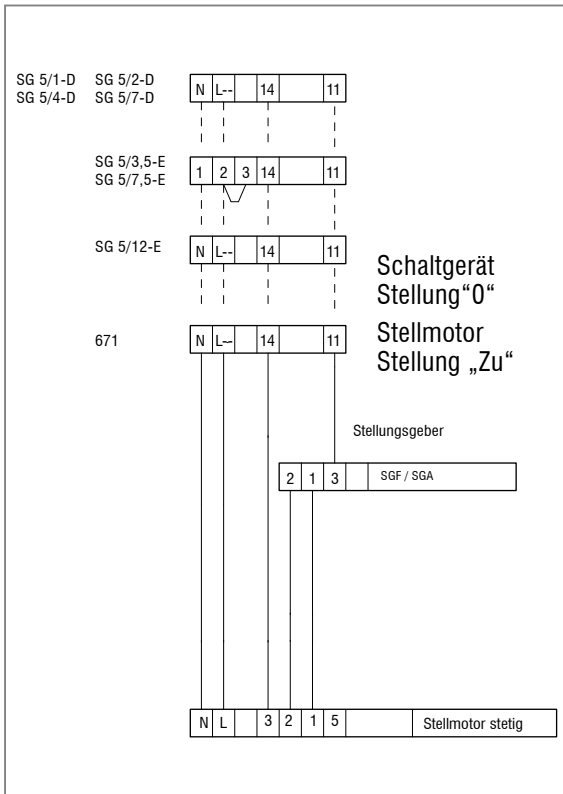 SG 5/1-D SG 5/2-D
SG 5/4-D SG 5/7-D
N L-- 14 11
SG 5/3,5-E
SG 5/7,5-E
1 2 3 14 11
SG 5/12-E
N L-- 14 11
Schaltgerät
Stellung“0“
671
N L-- 14 11
Stellmotor
Stellung „Zu“
Stellungsgeber
2 1 3 SGF / SGA
N L 3 2 1 5 Stellmotor stetig